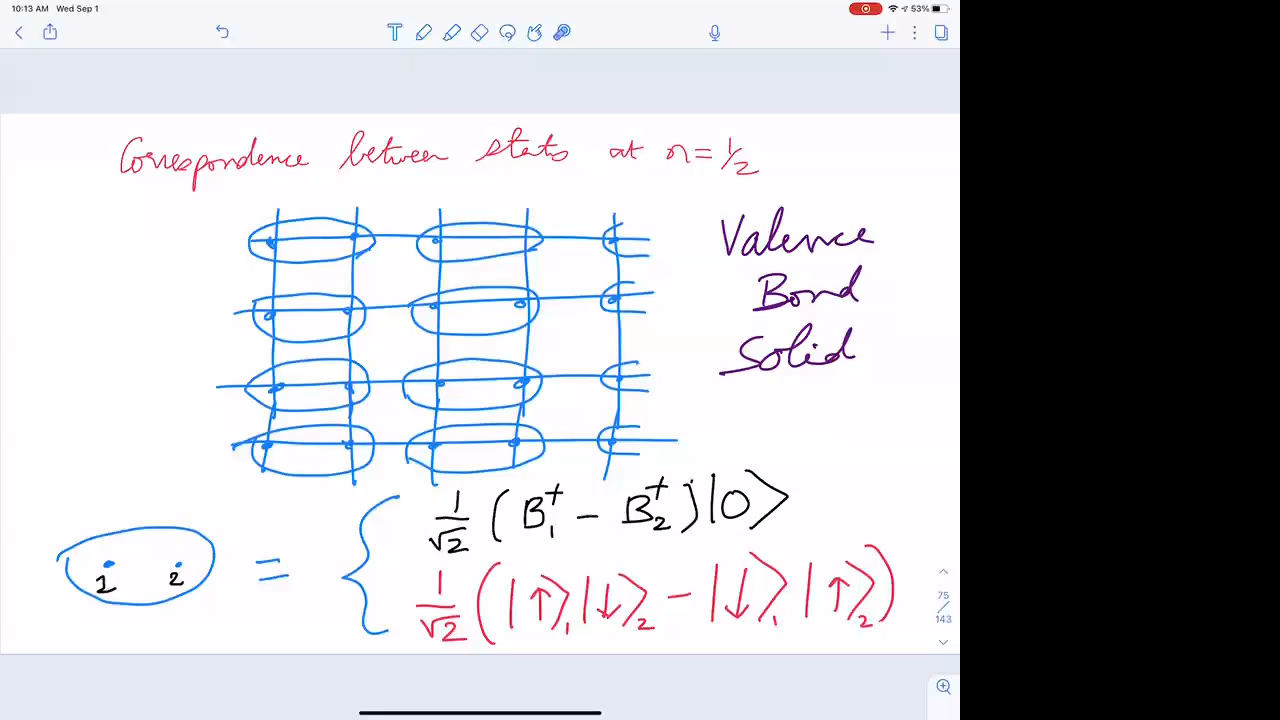 10:13 AM Wed Sep 1
53%
Correspondence between states at n = 1/2
Valence
Bond
Solid
1/√2 (B₁† - B₂†)|0⟩
1 2 =
1/√2 (|↑⟩₁|↓⟩₂ - |↓⟩₁|↑⟩₂)
75
/
143